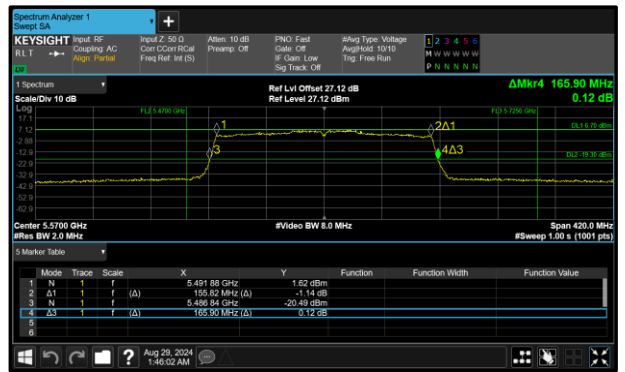 Spectrum Analyzer 1
Swept SA
+
KEYSIGHT
RLT
Input: RF
Coupling: AC
Align: Partial
Input Z: 50 Ω
Corr CCorr RCal
Freq Ref: Int (S)
Atten: 10 dB
Preamp: Off
PNO: Fast
Gate: Off
IF Gain: Low
Sig Track: Off
#Avg Type: Voltage
Avg|Hold: 10/10
Trig: Free Run
1 2 3 4 5 6
M W W W W W
P N N N N N
1 Spectrum
Scale/Div 10 dB
Ref Lvl Offset 27.12 dB
Ref Level 27.12 dBm
ΔMkr4 165.90 MHz
0.12 dB
Log
FL2 5.4700 GHz
FL3 5.7250 GHz
17.1
7.12
-2.88
-12.9
-22.9
-32.9
-42.9
-52.9
-62.9
1
2Δ1
3
4Δ3
DL1 6.70 dBm
DL2 -19.30 dBm
Center 5.5700 GHz
#Res BW 2.0 MHz
#Video BW 8.0 MHz
Span 420.0 MHz
#Sweep 1.00 s (1001 pts)
5 Marker Table
Mode Trace Scale X Y Function Function Width Function Value
1 N 1 f 5.491 88 GHz 1.62 dBm
2 Δ1 1 f (Δ) 155.82 MHz (Δ) -1.14 dB
3 N 1 f 5.486 84 GHz -20.49 dBm
4 Δ3 1 f (Δ) 165.90 MHz (Δ) 0.12 dB
5
6
?
Aug 29, 2024
1:46:02 AM